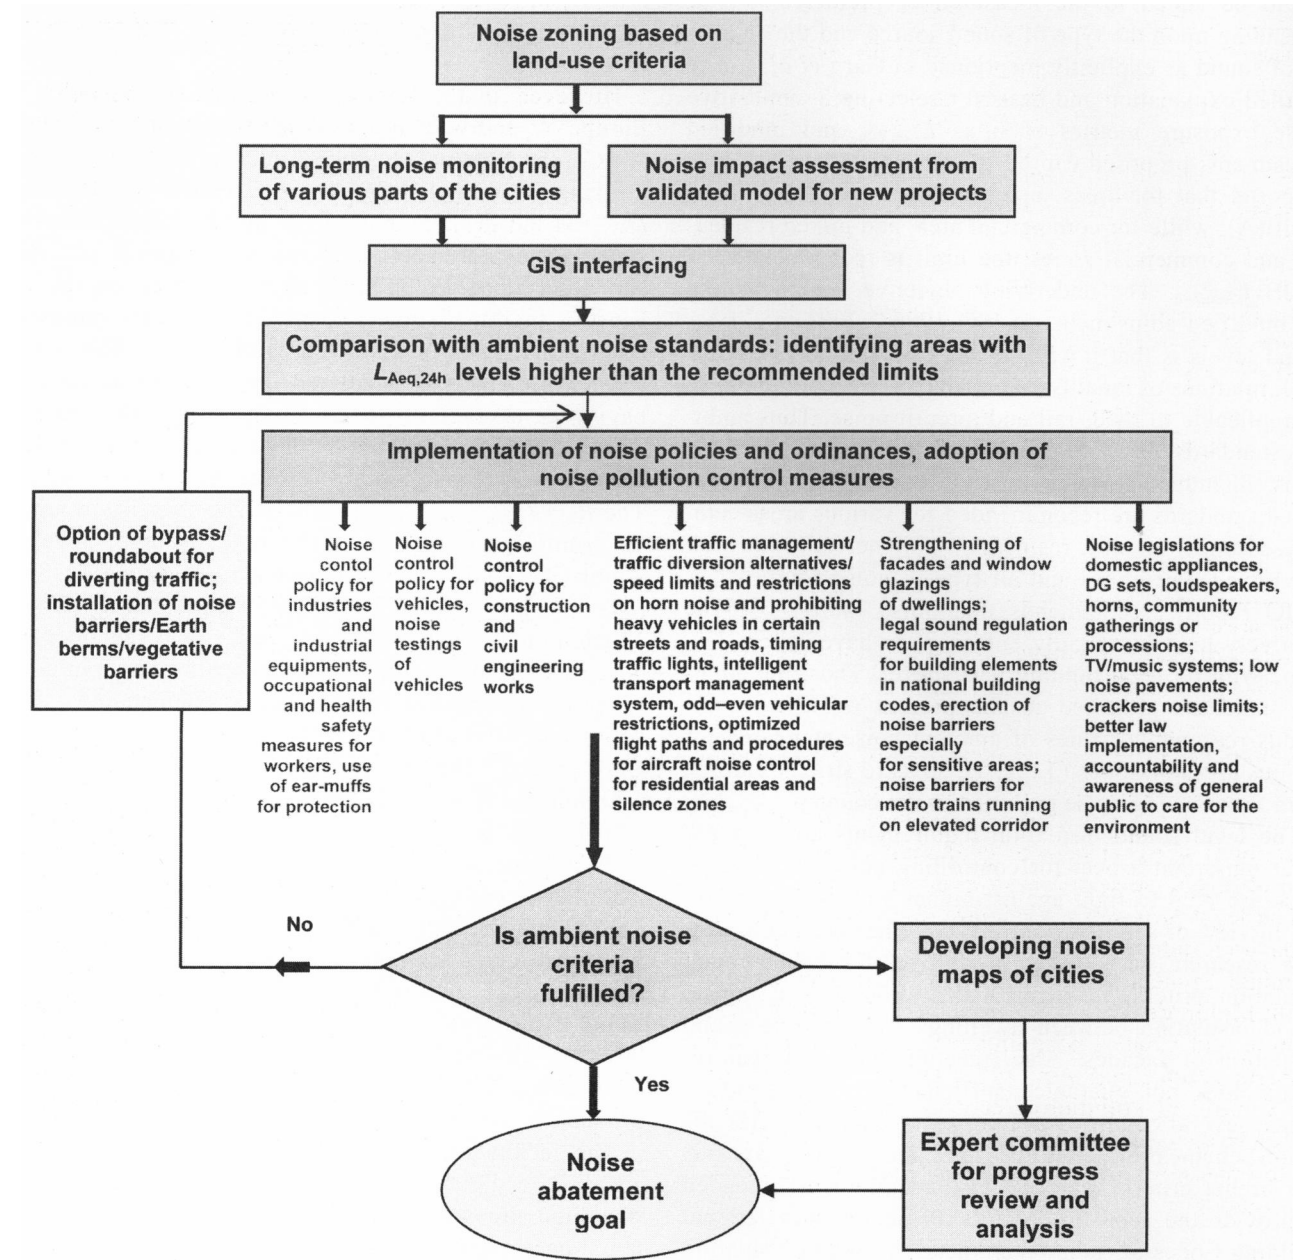 Noise zoning based on
land-use criteria
Long-term noise monitoring
of various parts of the cities
Noise impact assessment from
validated model for new projects
GIS interfacing
Comparison with ambient noise standards: identifying areas with
LAeq,24h levels higher than the recommended limits
Implementation of noise policies and ordinances, adoption of
noise pollution control measures
Option of bypass/
roundabout for
diverting traffic;
installation of noise
barriers/Earth
berms/vegetative
barriers
Noise
contol
policy for
industries
and
industrial
equipments,
occupational
and health
safety
measures for
workers, use
of ear-muffs
for protection
Noise
control
policy for
vehicles,
noise
testings
of
vehicles
Noise
control
policy for
construction
and
civil
engineering
works
Efficient traffic management/
traffic diversion alternatives/
speed limits and restrictions
on horn noise and prohibiting
heavy vehicles in certain
streets and roads, timing
traffic lights, intelligent
transport management
system, odd–even vehicular
restrictions, optimized
flight paths and procedures
for aircraft noise control
for residential areas and
silence zones
Strengthening of
facades and window
glazings
of dwellings;
legal sound regulation
requirements
for building elements
in national building
codes, erection of
noise barriers
especially
for sensitive areas;
noise barriers for
metro trains running
on elevated corridor
Noise legislations for
domestic appliances,
DG sets, loudspeakers,
horns, community
gatherings or
processions;
TV/music systems; low
noise pavements;
crackers noise limits;
better law
implementation,
accountability and
awareness of general
public to care for the
environment
No
Is ambient noise
criteria
fulfilled?
Developing noise
maps of cities
Yes
Noise
abatement
goal
Expert committee
for progress
review and
analysis